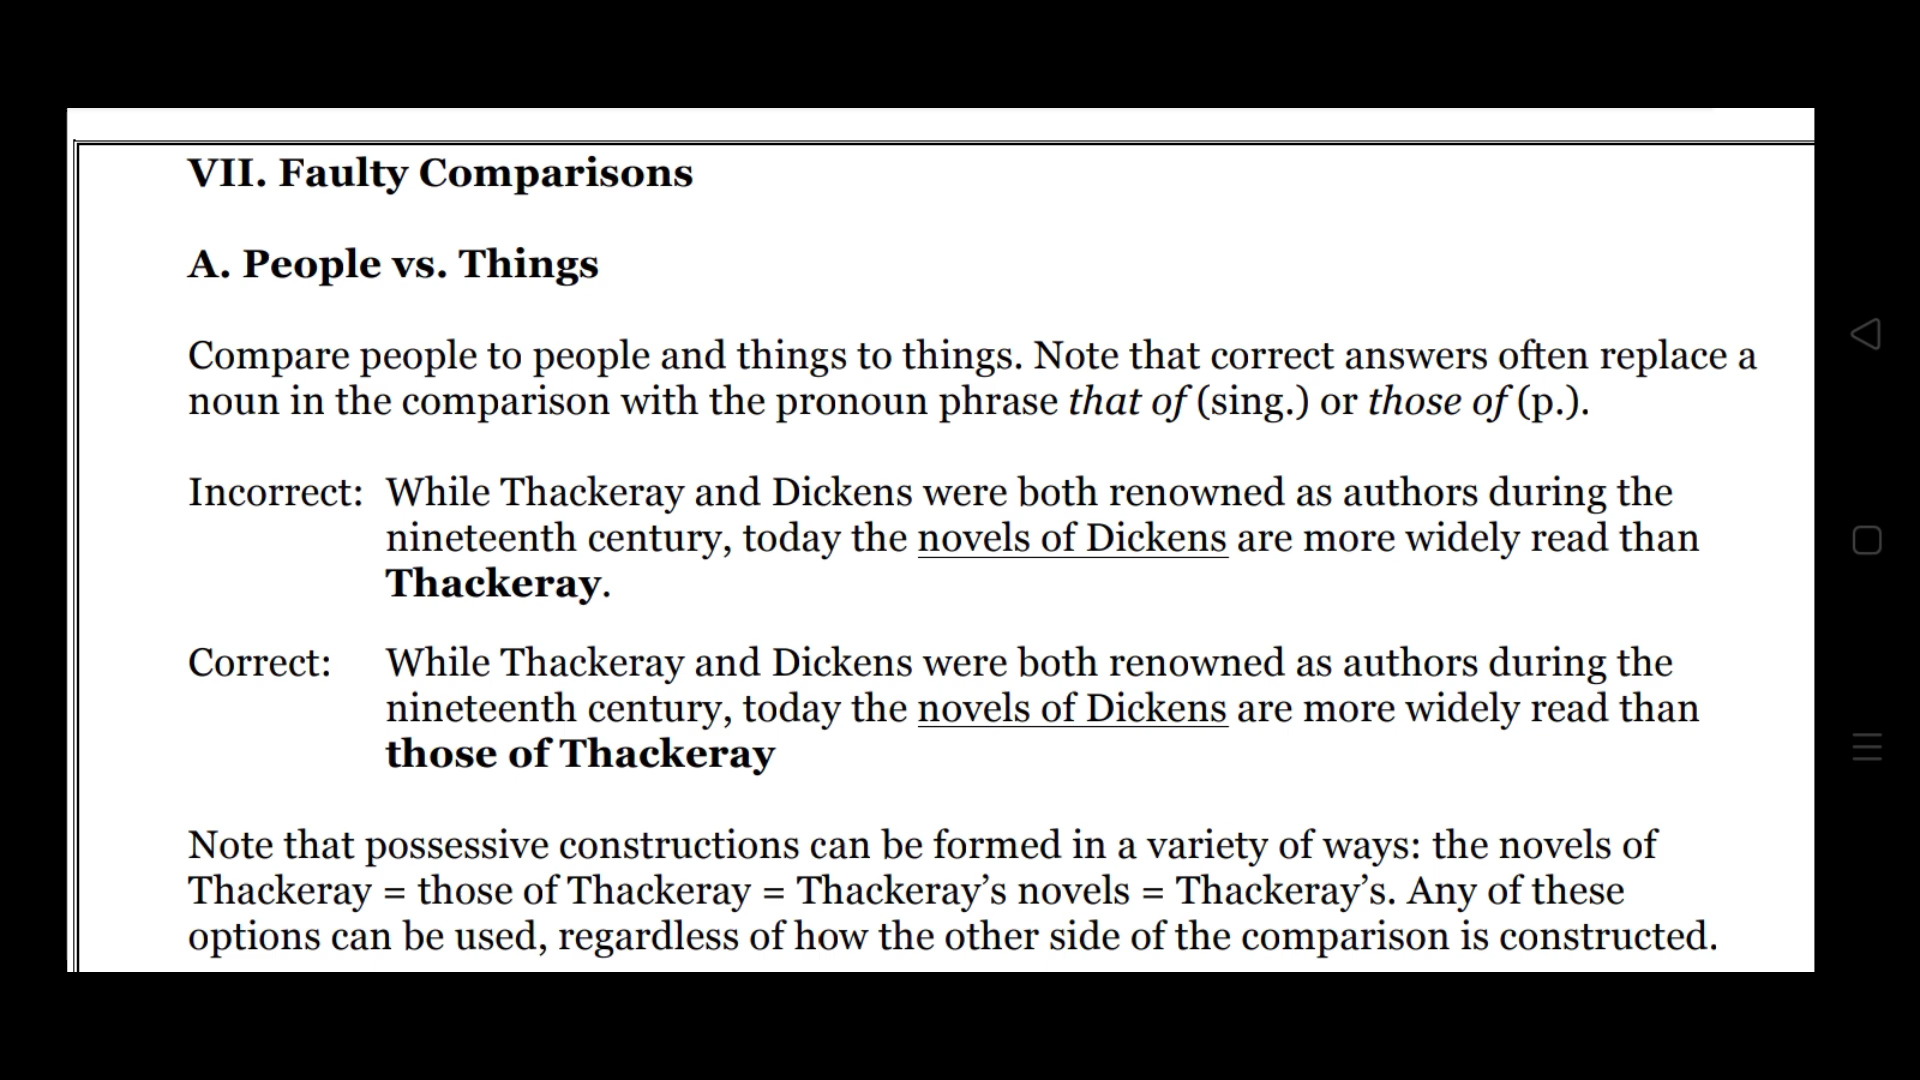 VII. Faulty Comparisons
A. People vs. Things
Compare people to people and things to things. Note that correct answers often replace a
noun in the comparison with the pronoun phrase that of (sing.) or those of (p.).
Incorrect: While Thackeray and Dickens were both renowned as authors during the
nineteenth century, today the novels of Dickens are more widely read than
Thackeray.
Correct: While Thackeray and Dickens were both renowned as authors during the
nineteenth century, today the novels of Dickens are more widely read than
those of Thackeray
Note that possessive constructions can be formed in a variety of ways: the novels of
Thackeray = those of Thackeray = Thackeray’s novels = Thackeray’s. Any of these
options can be used, regardless of how the other side of the comparison is constructed.